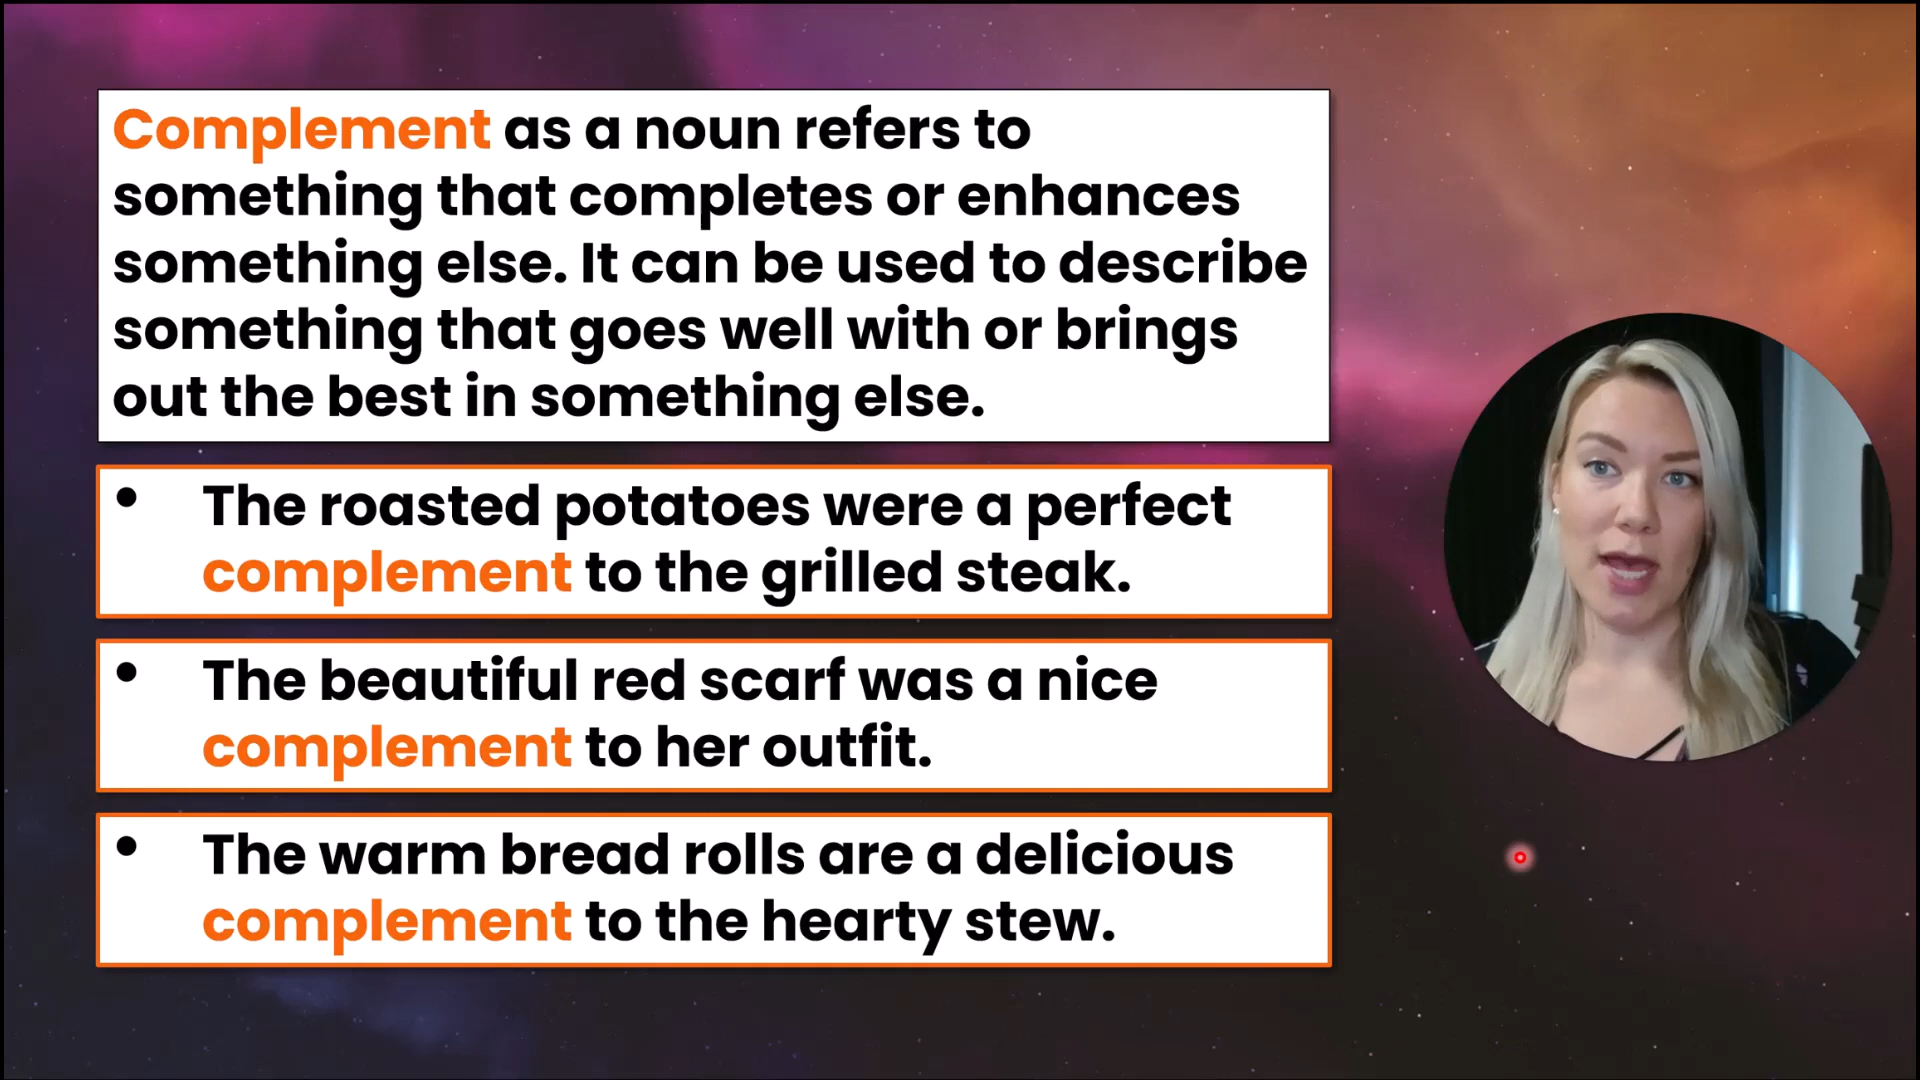 Complement as a noun refers to
something that completes or enhances
something else. It can be used to describe
something that goes well with or brings
out the best in something else.
• The roasted potatoes were a perfect
complement to the grilled steak.
• The beautiful red scarf was a nice
complement to her outfit.
• The warm bread rolls are a delicious
complement to the hearty stew.